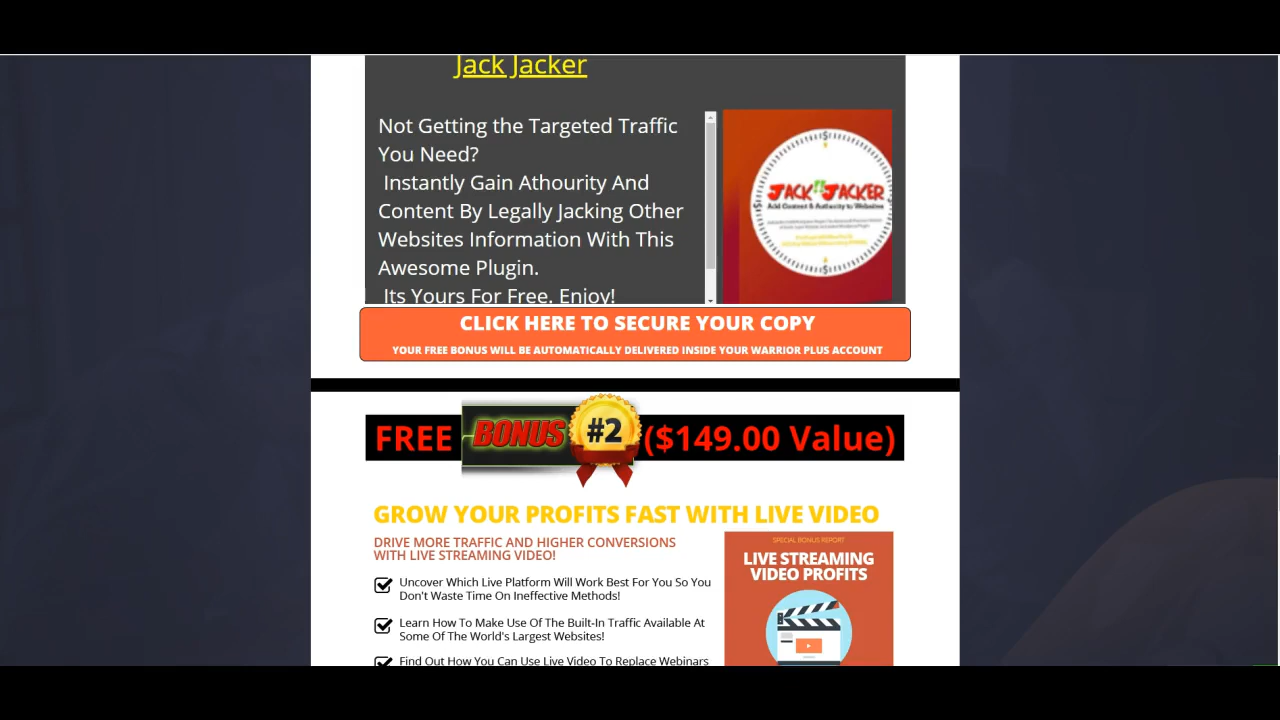 Jack Jacker
Not Getting the Targeted Traffic
You Need?
Instantly Gain Athourity And
Content By Legally Jacking Other
Websites Information With This
Awesome Plugin.
Its Yours For Free. Enjoy!
JACK JACKER
Add Content & Authority to Websites
CLICK HERE TO SECURE YOUR COPY
YOUR FREE BONUS WILL BE AUTOMATICALLY DELIVERED INSIDE YOUR WARRIOR PLUS ACCOUNT
FREE BONUS #2 ($149.00 Value)
GROW YOUR PROFITS FAST WITH LIVE VIDEO
DRIVE MORE TRAFFIC AND HIGHER CONVERSIONS
WITH LIVE STREAMING VIDEO!
Uncover Which Live Platform Will Work Best For You So You
Don't Waste Time On Ineffective Methods!
Learn How To Make Use Of The Built-In Traffic Available At
Some Of The World's Largest Websites!
Find Out How You Can Use Live Video To Replace Webinars
SPECIAL BONUS REPORT
LIVE STREAMING
VIDEO PROFITS